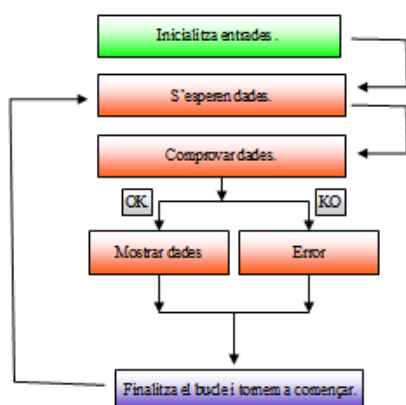 Inicialitza entrades.
S'esperen dades.
Comprovar dades.
OK
KO
Mostrar dades
Error
Finalitza el bucle i tornem a començar.